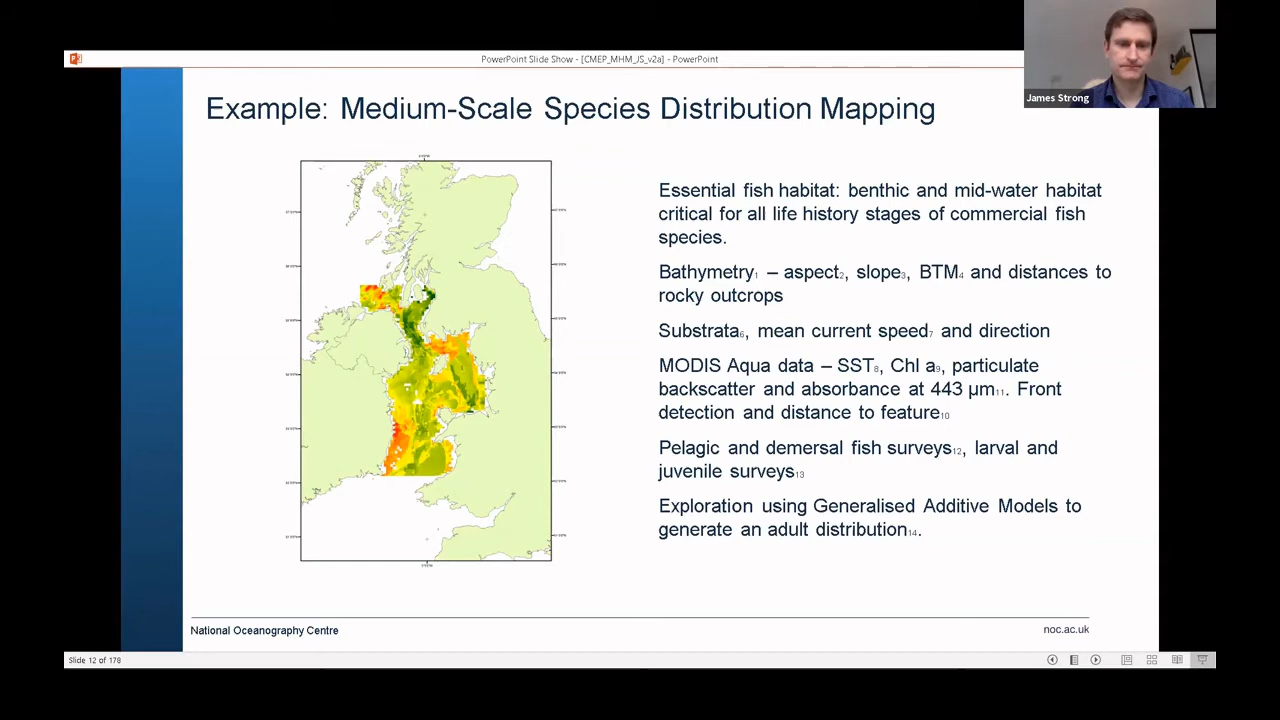 PowerPoint Slide Show - [CMEP_MHM_JS_v2a] - PowerPoint
James Strong
Example: Medium-Scale Species Distribution Mapping
Essential fish habitat: benthic and mid-water habitat
critical for all life history stages of commercial fish
species.
Bathymetry1 – aspect2, slope3, BTM4 and distances to
rocky outcrops
Substrata6, mean current speed7 and direction
MODIS Aqua data – SST8, Chl a9, particulate
backscatter and absorbance at 443 µm11. Front
detection and distance to feature10
Pelagic and demersal fish surveys12, larval and
juvenile surveys13
Exploration using Generalised Additive Models to
generate an adult distribution14.
National Oceanography Centre
noc.ac.uk
Slide 12 of 178